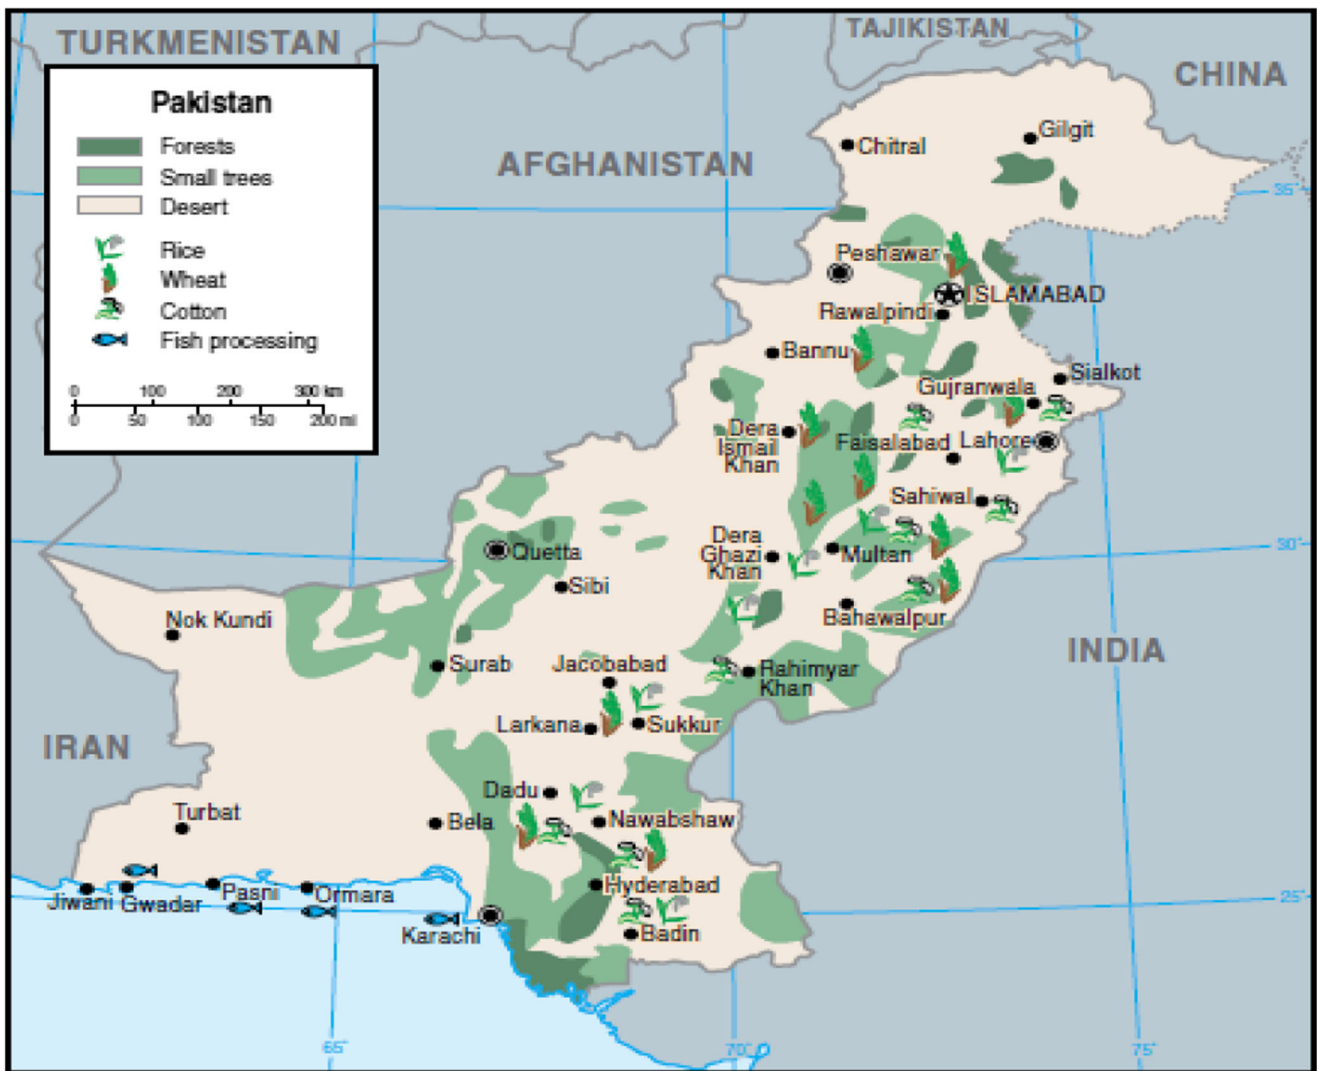 TURKMENISTAN
TAJIKISTAN
CHINA
AFGHANISTAN
Pakistan
Forests
Small trees
Desert
Rice
Wheat
Cotton
Fish processing
0 100 200 300 km
0 50 100 150 200 mi
Chitral
Gilgit
35°
Peshawar
ISLAMABAD
Rawalpindi
Bannu
Sialkot
Gujranwala
Dera
Ismail
Khan
Faisalabad
Lahore
Sahiwal
Dera
Ghazi
Khan
Multan
30°
Quetta
Sibi
Bahawalpur
Nok Kundi
INDIA
Surab
Jacobabad
Rahimyar
Khan
Larkana
Sukkur
IRAN
Dadu
Turbat
Bela
Nawabshaw
Jiwani
Gwadar
Pasni
Ormara
Hyderabad
25°
Karachi
Badin
65°
70°
75°